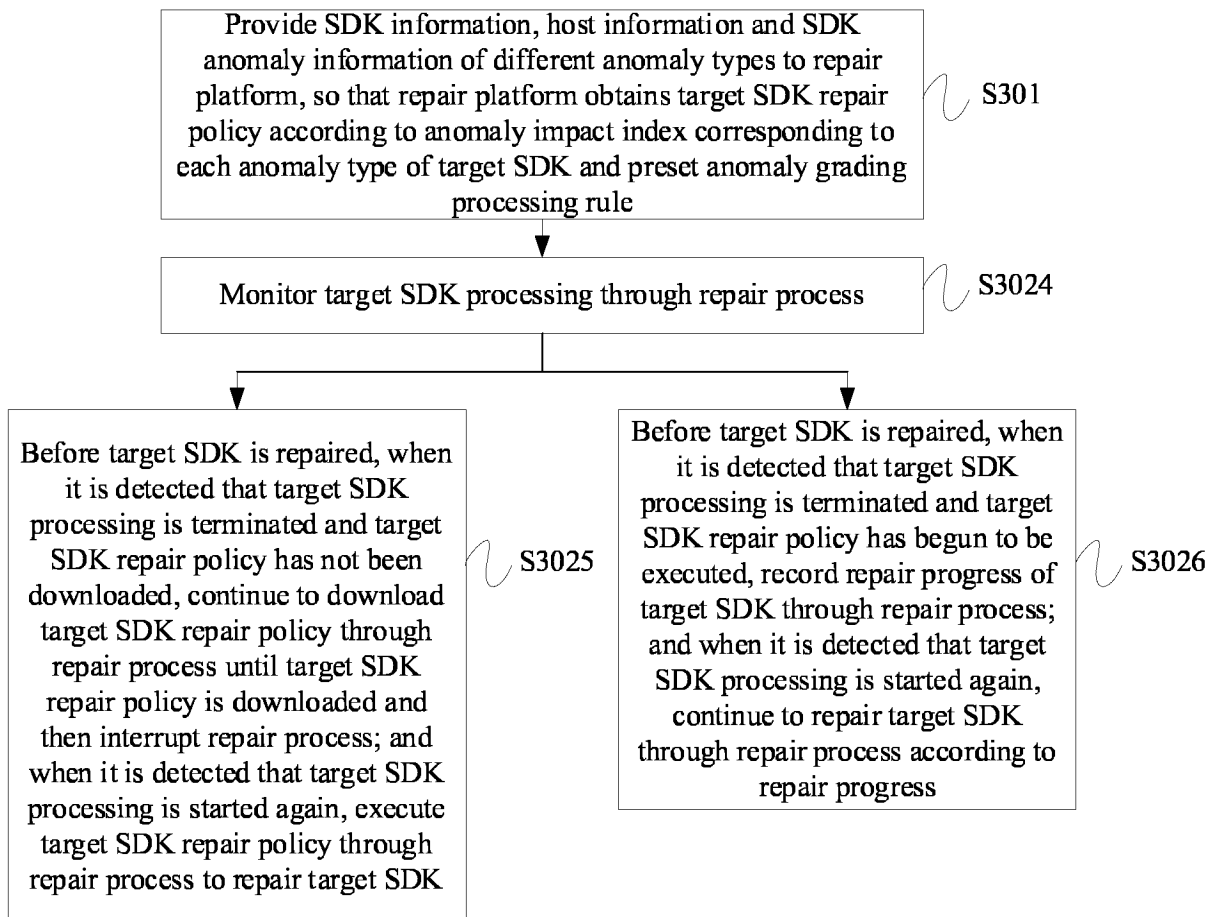 Provide SDK information, host information and SDK
anomaly information of different anomaly types to repair
platform, so that repair platform obtains target SDK repair
policy according to anomaly impact index corresponding to
each anomaly type of target SDK and preset anomaly grading
processing rule
S301
Monitor target SDK processing through repair process
S3024
Before target SDK is repaired, when
it is detected that target SDK
processing is terminated and target
SDK repair policy has not been
downloaded, continue to download
target SDK repair policy through
repair process until target SDK
repair policy is downloaded and
then interrupt repair process; and
when it is detected that target SDK
processing is started again, execute
target SDK repair policy through
repair process to repair target SDK
S3025
Before target SDK is repaired, when
it is detected that target SDK
processing is terminated and target
SDK repair policy has begun to be
executed, record repair progress of
target SDK through repair process;
and when it is detected that target
SDK processing is started again,
continue to repair target SDK
through repair process according to
repair progress
S3026